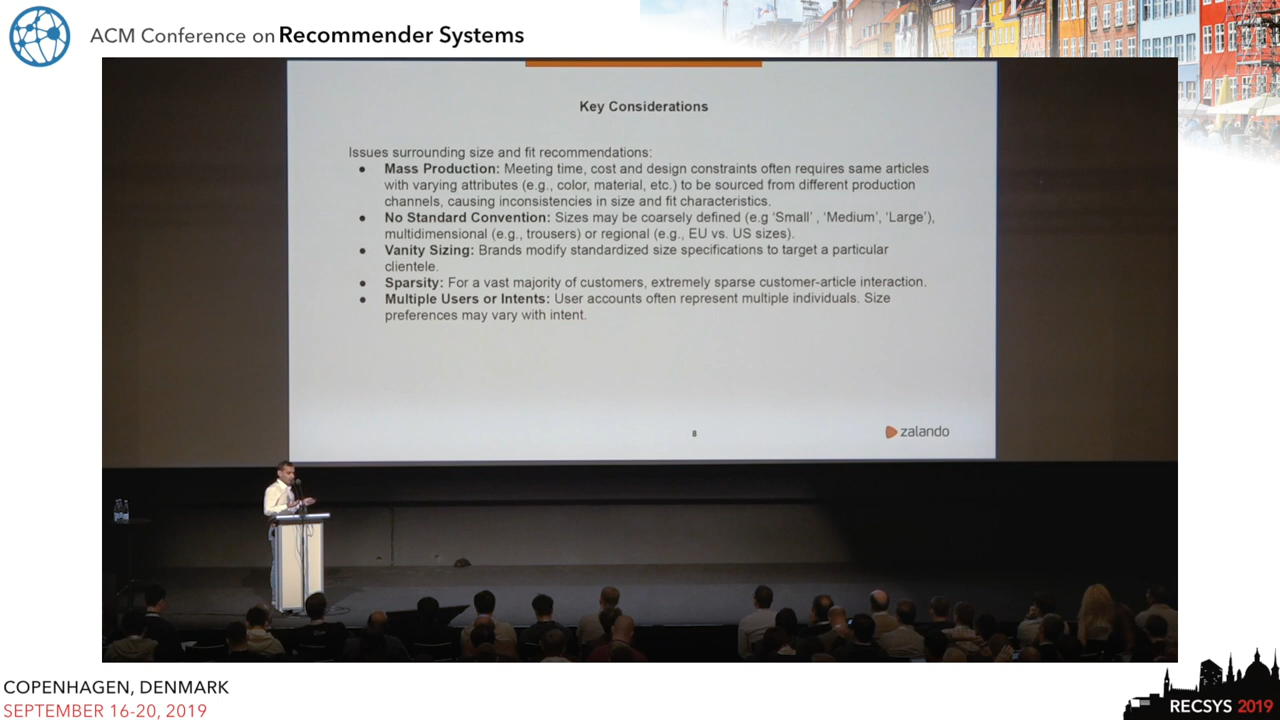 ACM Conference on Recommender Systems
Key Considerations
Issues surrounding size and fit recommendations:
● Mass Production: Meeting time, cost and design constraints often requires same articles
with varying attributes (e.g., color, material, etc.) to be sourced from different production
channels, causing inconsistencies in size and fit characteristics.
● No Standard Convention: Sizes may be coarsely defined (e.g ‘Small’ , ‘Medium’, ‘Large’),
multidimensional (e.g., trousers) or regional (e.g., EU vs. US sizes).
● Vanity Sizing: Brands modify standardized size specifications to target a particular
clientele.
● Sparsity: For a vast majority of customers, extremely sparse customer-article interaction.
● Multiple Users or Intents: User accounts often represent multiple individuals. Size
preferences may vary with intent.
8
zalando
COPENHAGEN, DENMARK
SEPTEMBER 16-20, 2019
RECSYS 2019